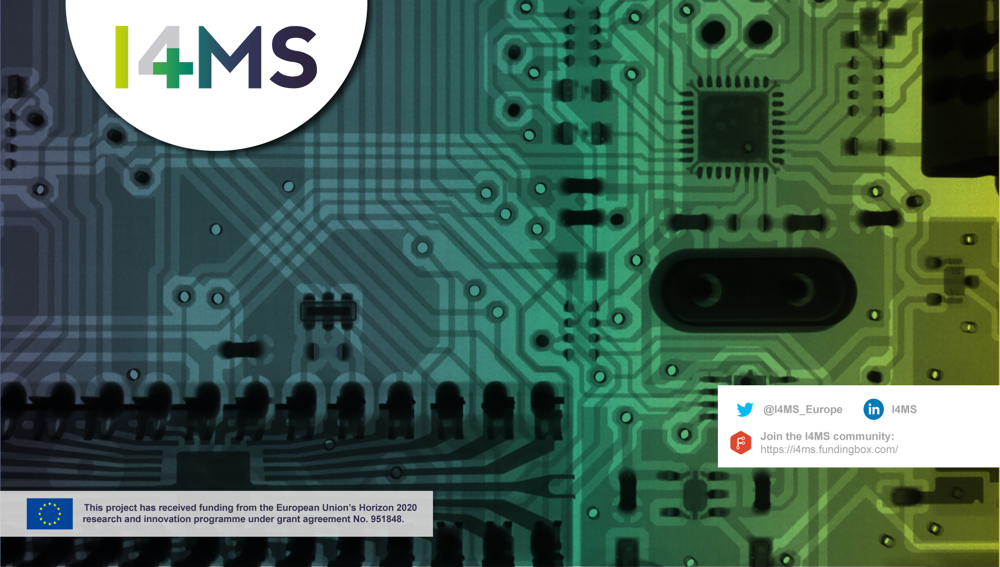 I4MS
@I4MS_Europe
I4MS
Join the I4MS community:
https://i4ms.fundingbox.com/
This project has received funding from the European Union’s Horizon 2020
research and innovation programme under grant agreement No. 951848.